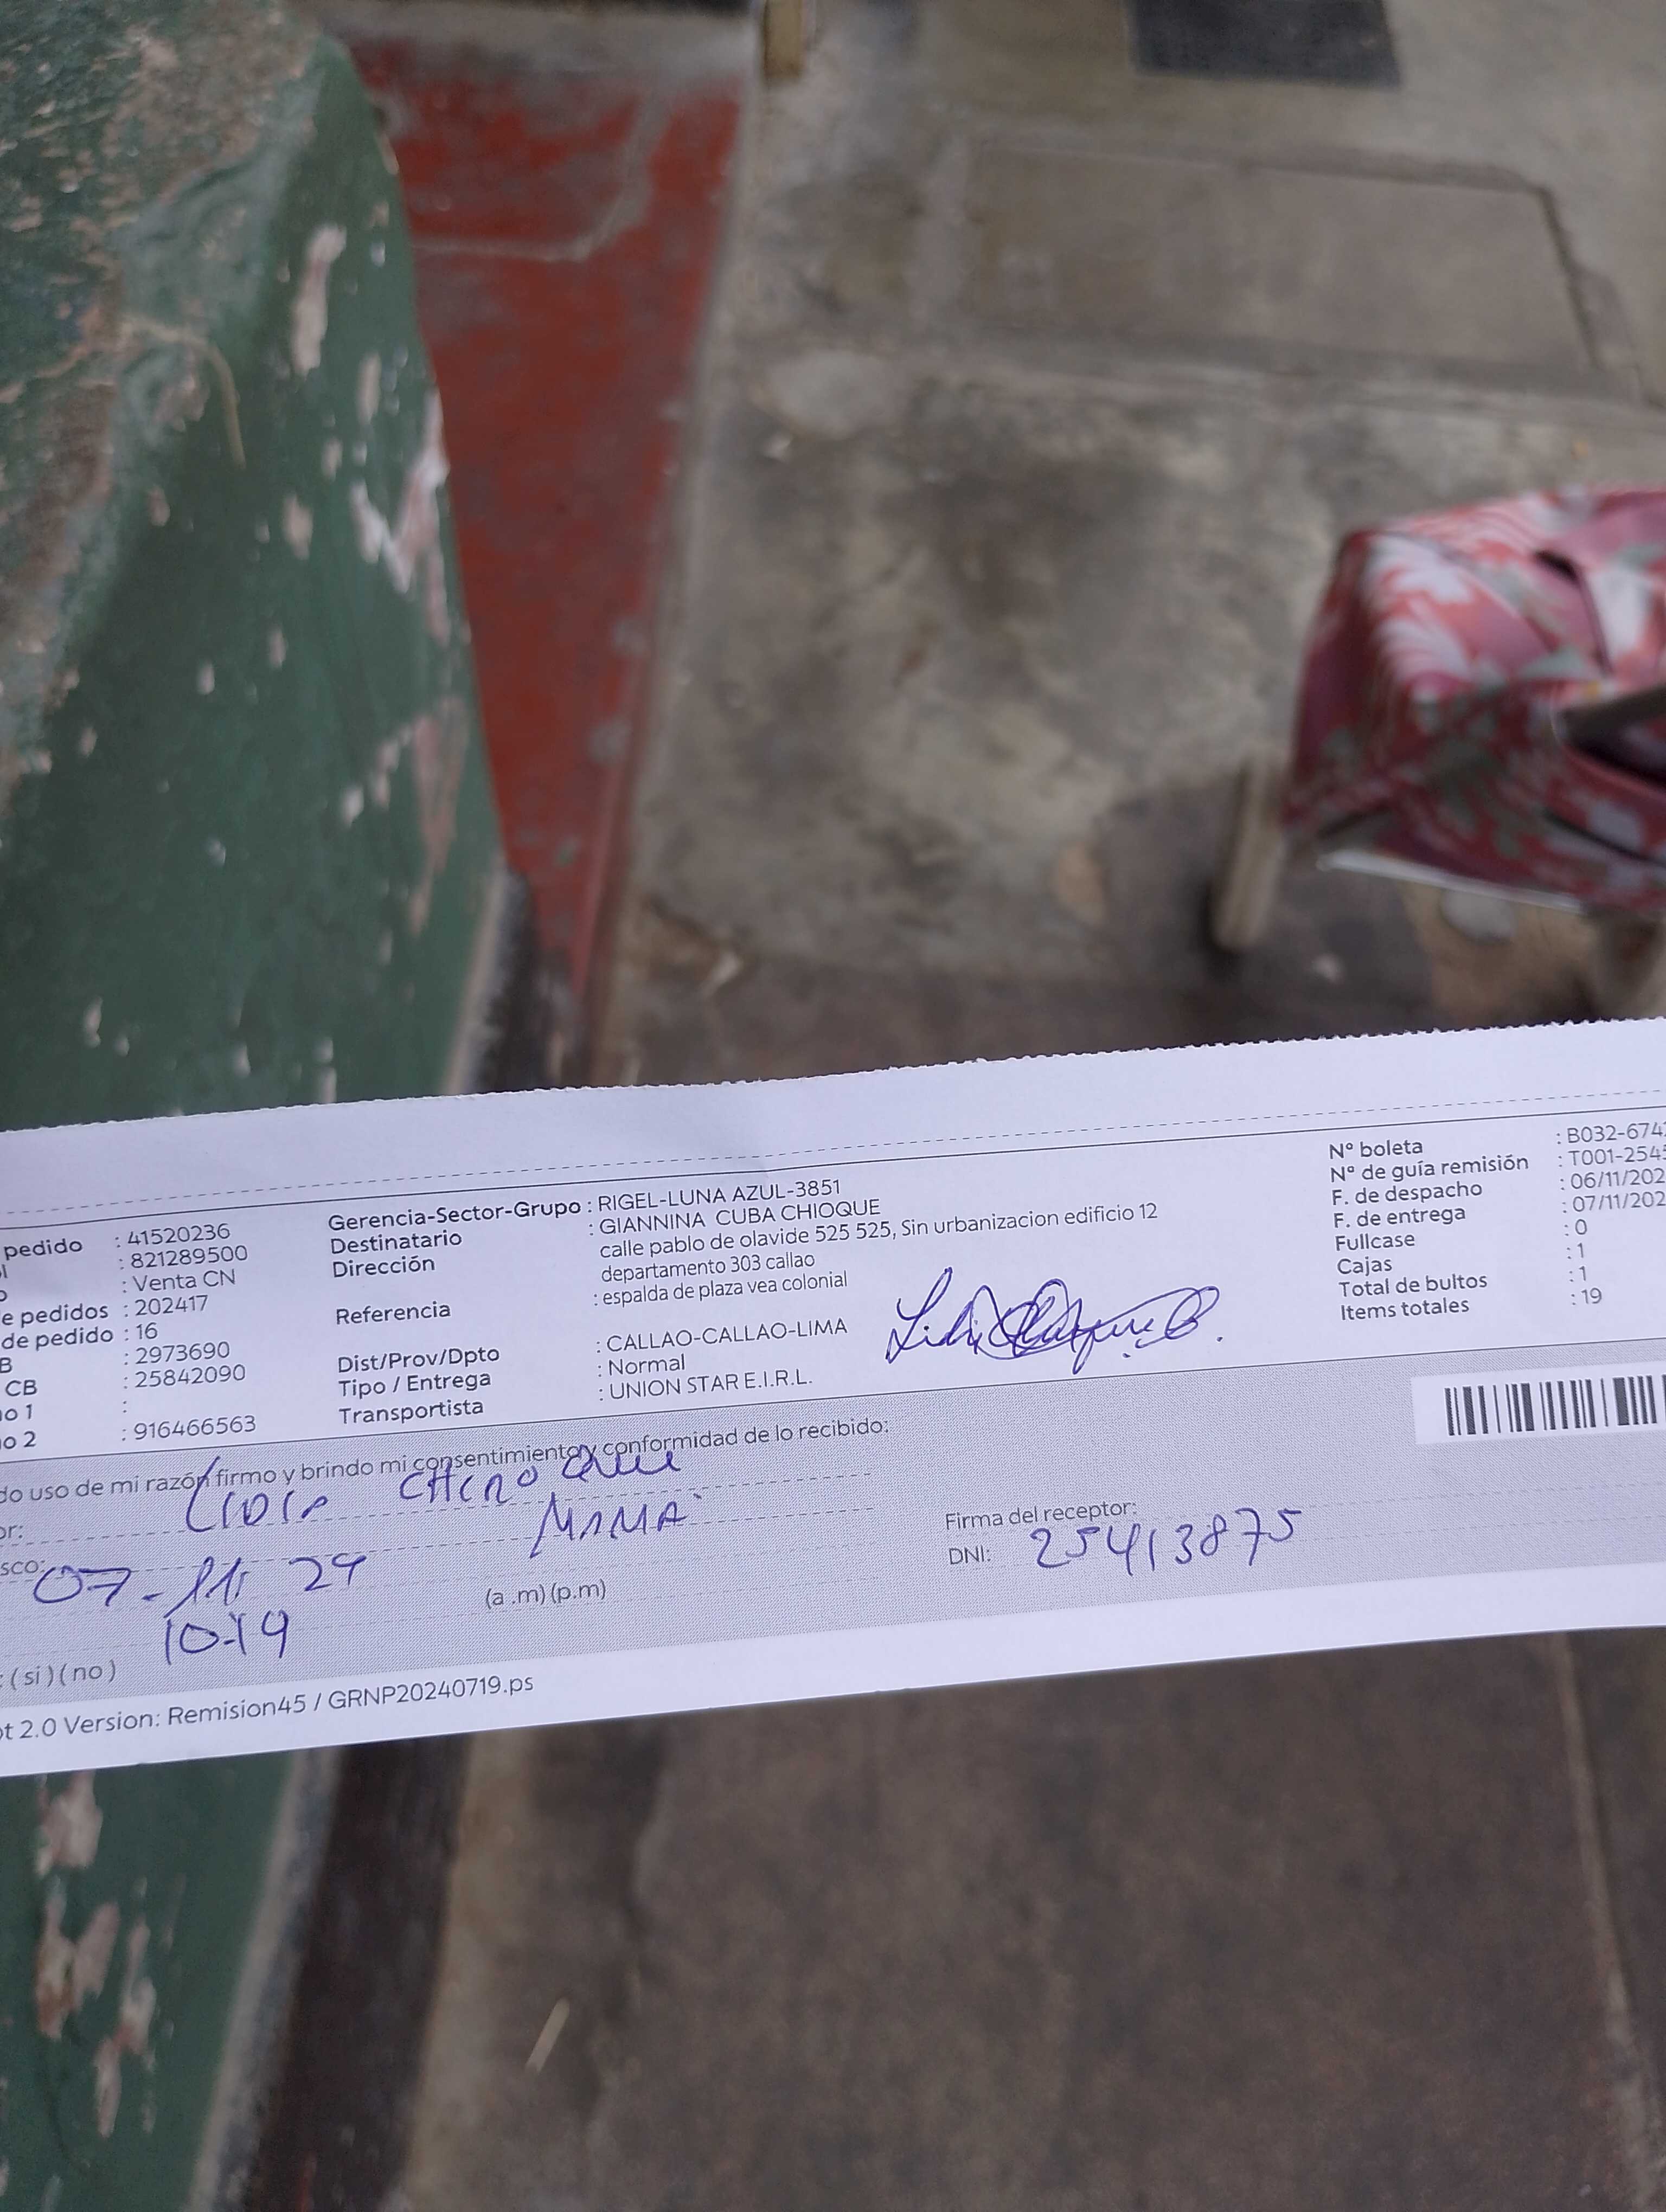 pedido : 41520236
: 821289500
: Venta CN
e pedidos : 202417
de pedido : 16
B : 2973690
CB : 25842090
no 1 :
no 2 : 916466563
Gerencia-Sector-Grupo : RIGEL-LUNA AZUL-3851
Destinatario : GIANNINA CUBA CHIOQUE
Dirección calle pablo de olavide 525 525, Sin urbanizacion edificio 12
departamento 303 callao
Referencia : espalda de plaza vea colonial
Dist/Prov/Dpto : CALLAO-CALLAO-LIMA
Tipo / Entrega : Normal
Transportista : UNION STAR E.I.R.L.
Nº boleta : B032-674
Nº de guía remisión : T001-254
F. de despacho : 06/11/202
F. de entrega : 07/11/202
Fullcase : 0
Cajas : 1
Total de bultos : 1
Items totales : 19
do uso de mi razón firmo y brindo mi consentimiento y conformidad de lo recibido:
or: LIDIA
MAMA
sco: 07-11 24
10:19 (a .m) (p.m)
Firma del receptor:
DNI: 25413875
: ( si ) ( no )
pt 2.0 Version: Remision45 / GRNP20240719.ps